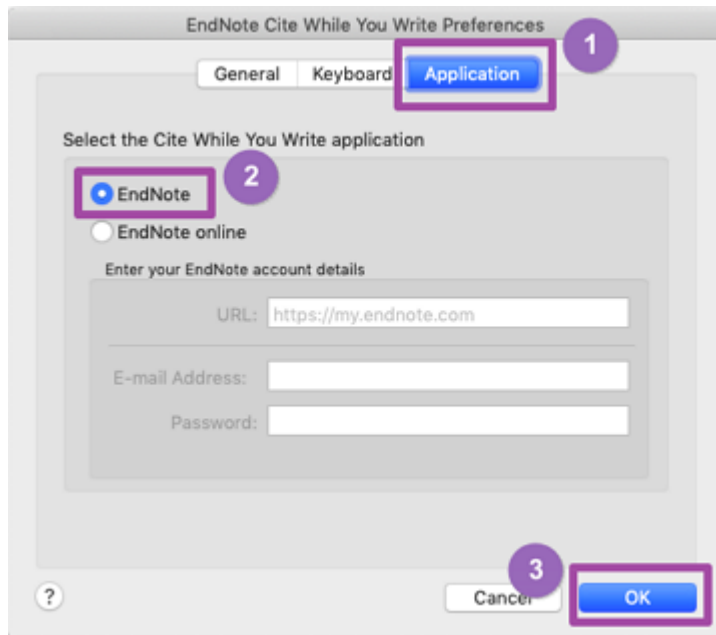 EndNote Cite While You Write Preferences
1
General Keyboard Application
Select the Cite While You Write application
EndNote
2
EndNote online
Enter your EndNote account details
URL: https://my.endnote.com
E-mail Address:
Password:
3
? Cancel OK